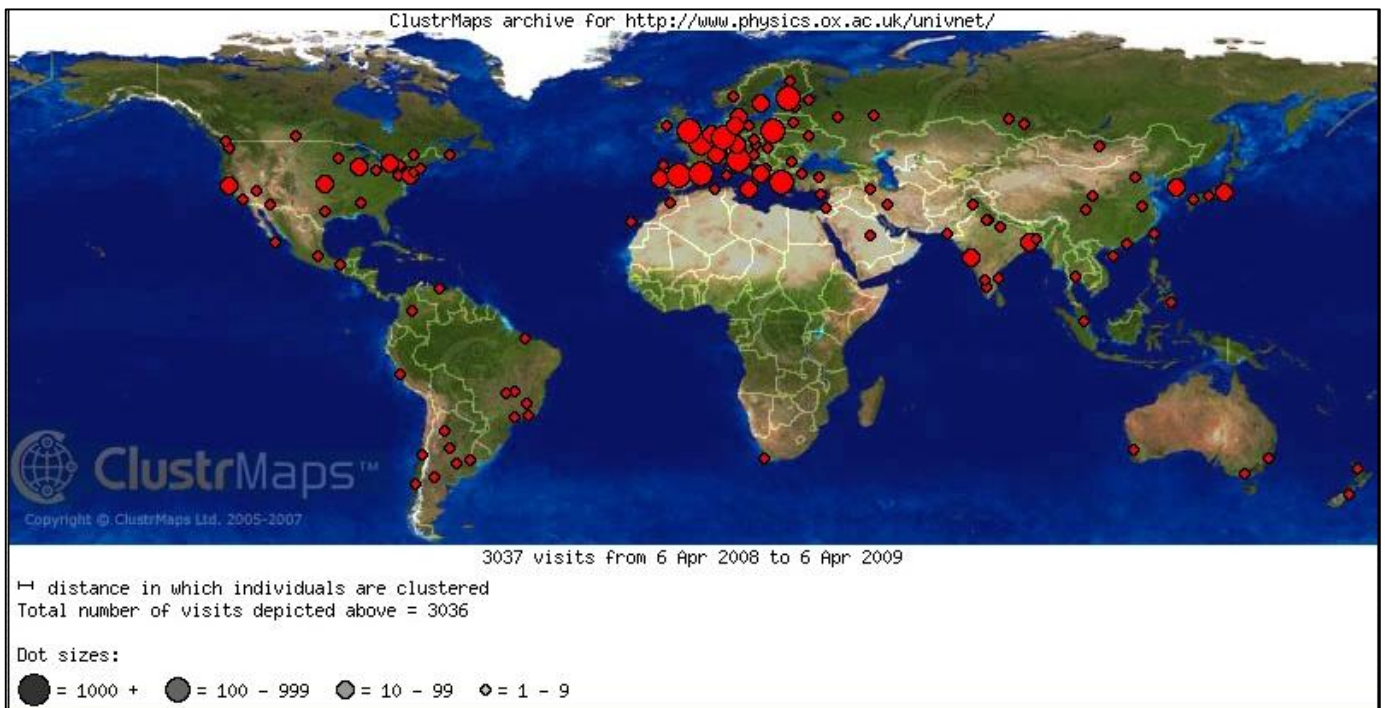 ClustrMaps archive for http://www.physics.ox.ac.uk/univnet/
ClustrMaps™
Copyright © ClustrMaps Ltd. 2005-2007
3037 visits from 6 Apr 2008 to 6 Apr 2009
distance in which individuals are clustered
Total number of visits depicted above = 3036
Dot sizes:
= 1000 + = 100 - 999 = 10 - 99 = 1 - 9